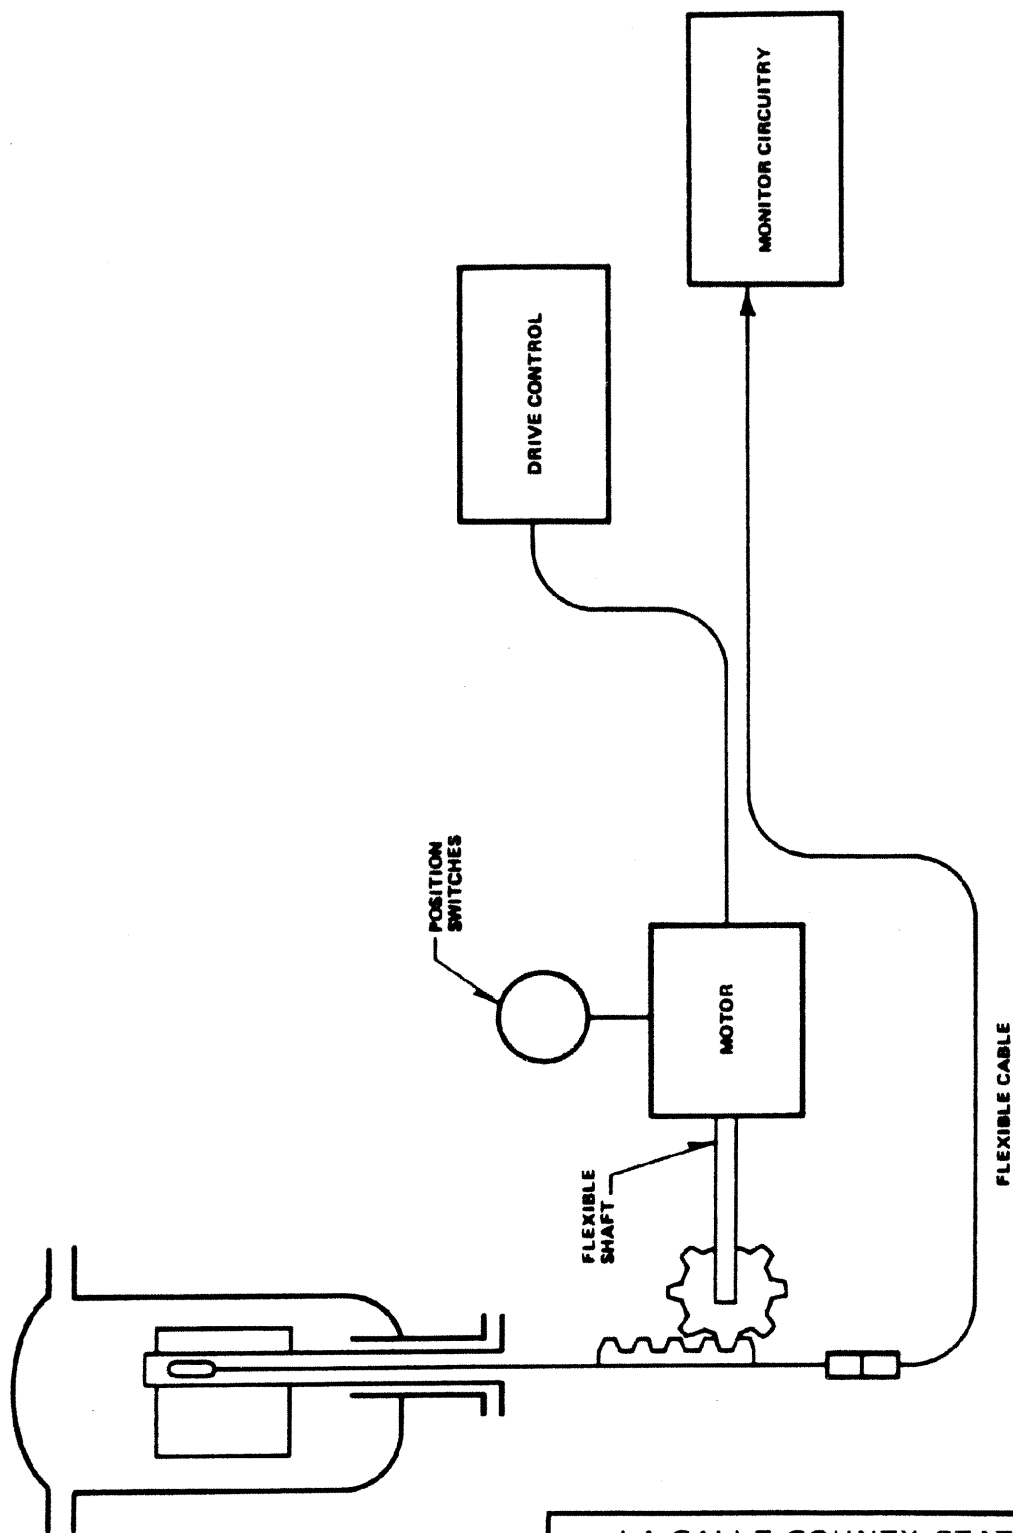 MONITOR CIRCUITRY
DRIVE CONTROL
POSITION
SWITCHES
MOTOR
FLEXIBLE
SHAFT
FLEXIBLE CABLE